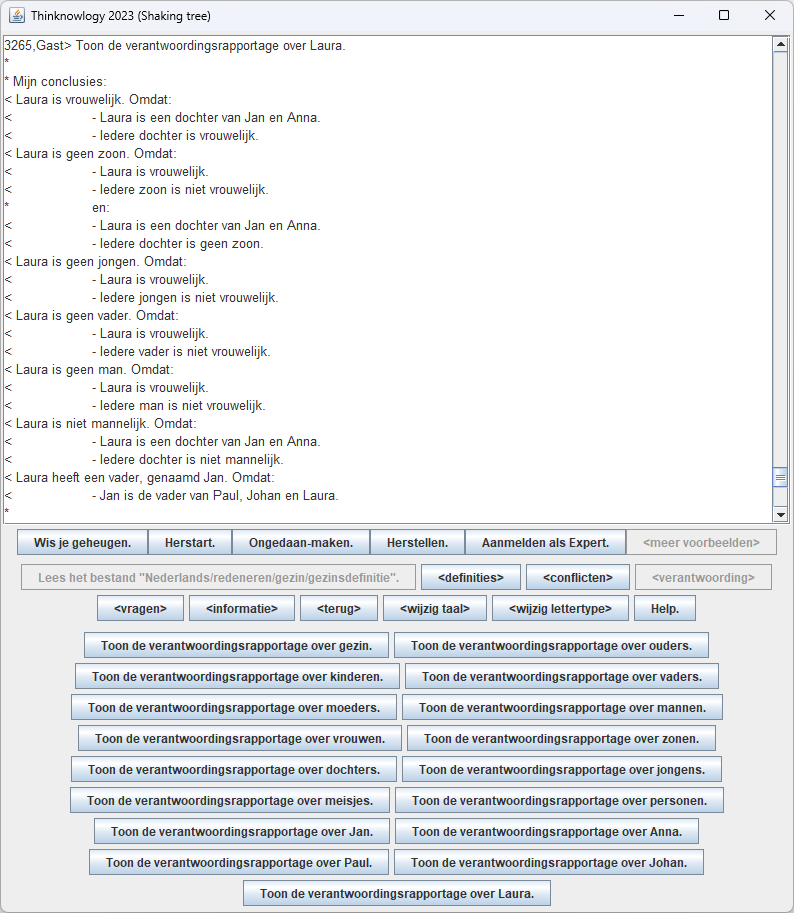 Thinknowlogy 2023 (Shaking tree)
3265,Gast> Toon de verantwoordingsrapportage over Laura.
*
* Mijn conclusies:
< Laura is vrouwelijk. Omdat:
< - Laura is een dochter van Jan en Anna.
< - Iedere dochter is vrouwelijk.
< Laura is geen zoon. Omdat:
< - Laura is vrouwelijk.
< - Iedere zoon is niet vrouwelijk.
* en:
< - Laura is een dochter van Jan en Anna.
< - Iedere dochter is geen zoon.
< Laura is geen jongen. Omdat:
< - Laura is vrouwelijk.
< - Iedere jongen is niet vrouwelijk.
< Laura is geen vader. Omdat:
< - Laura is vrouwelijk.
< - Iedere vader is niet vrouwelijk.
< Laura is geen man. Omdat:
< - Laura is vrouwelijk.
< - Iedere man is niet vrouwelijk.
< Laura is niet mannelijk. Omdat:
< - Laura is een dochter van Jan en Anna.
< - Iedere dochter is niet mannelijk.
< Laura heeft een vader, genaamd Jan. Omdat:
< - Jan is de vader van Paul, Johan en Laura.
*
Wis je geheugen. Herstart. Ongedaan-maken. Herstellen. Aanmelden als Expert. <meer voorbeelden>
Lees het bestand "Nederlands/redeneren/gezin/gezinsdefinitie". <definities> <conflicten> <verantwoording>
<vragen> <informatie> <terug> <wijzig taal> <wijzig lettertype> Help.
Toon de verantwoordingsrapportage over gezin. Toon de verantwoordingsrapportage over ouders.
Toon de verantwoordingsrapportage over kinderen. Toon de verantwoordingsrapportage over vaders.
Toon de verantwoordingsrapportage over moeders. Toon de verantwoordingsrapportage over mannen.
Toon de verantwoordingsrapportage over vrouwen. Toon de verantwoordingsrapportage over zonen.
Toon de verantwoordingsrapportage over dochters. Toon de verantwoordingsrapportage over jongens.
Toon de verantwoordingsrapportage over meisjes. Toon de verantwoordingsrapportage over personen.
Toon de verantwoordingsrapportage over Jan. Toon de verantwoordingsrapportage over Anna.
Toon de verantwoordingsrapportage over Paul. Toon de verantwoordingsrapportage over Johan.
Toon de verantwoordingsrapportage over Laura.